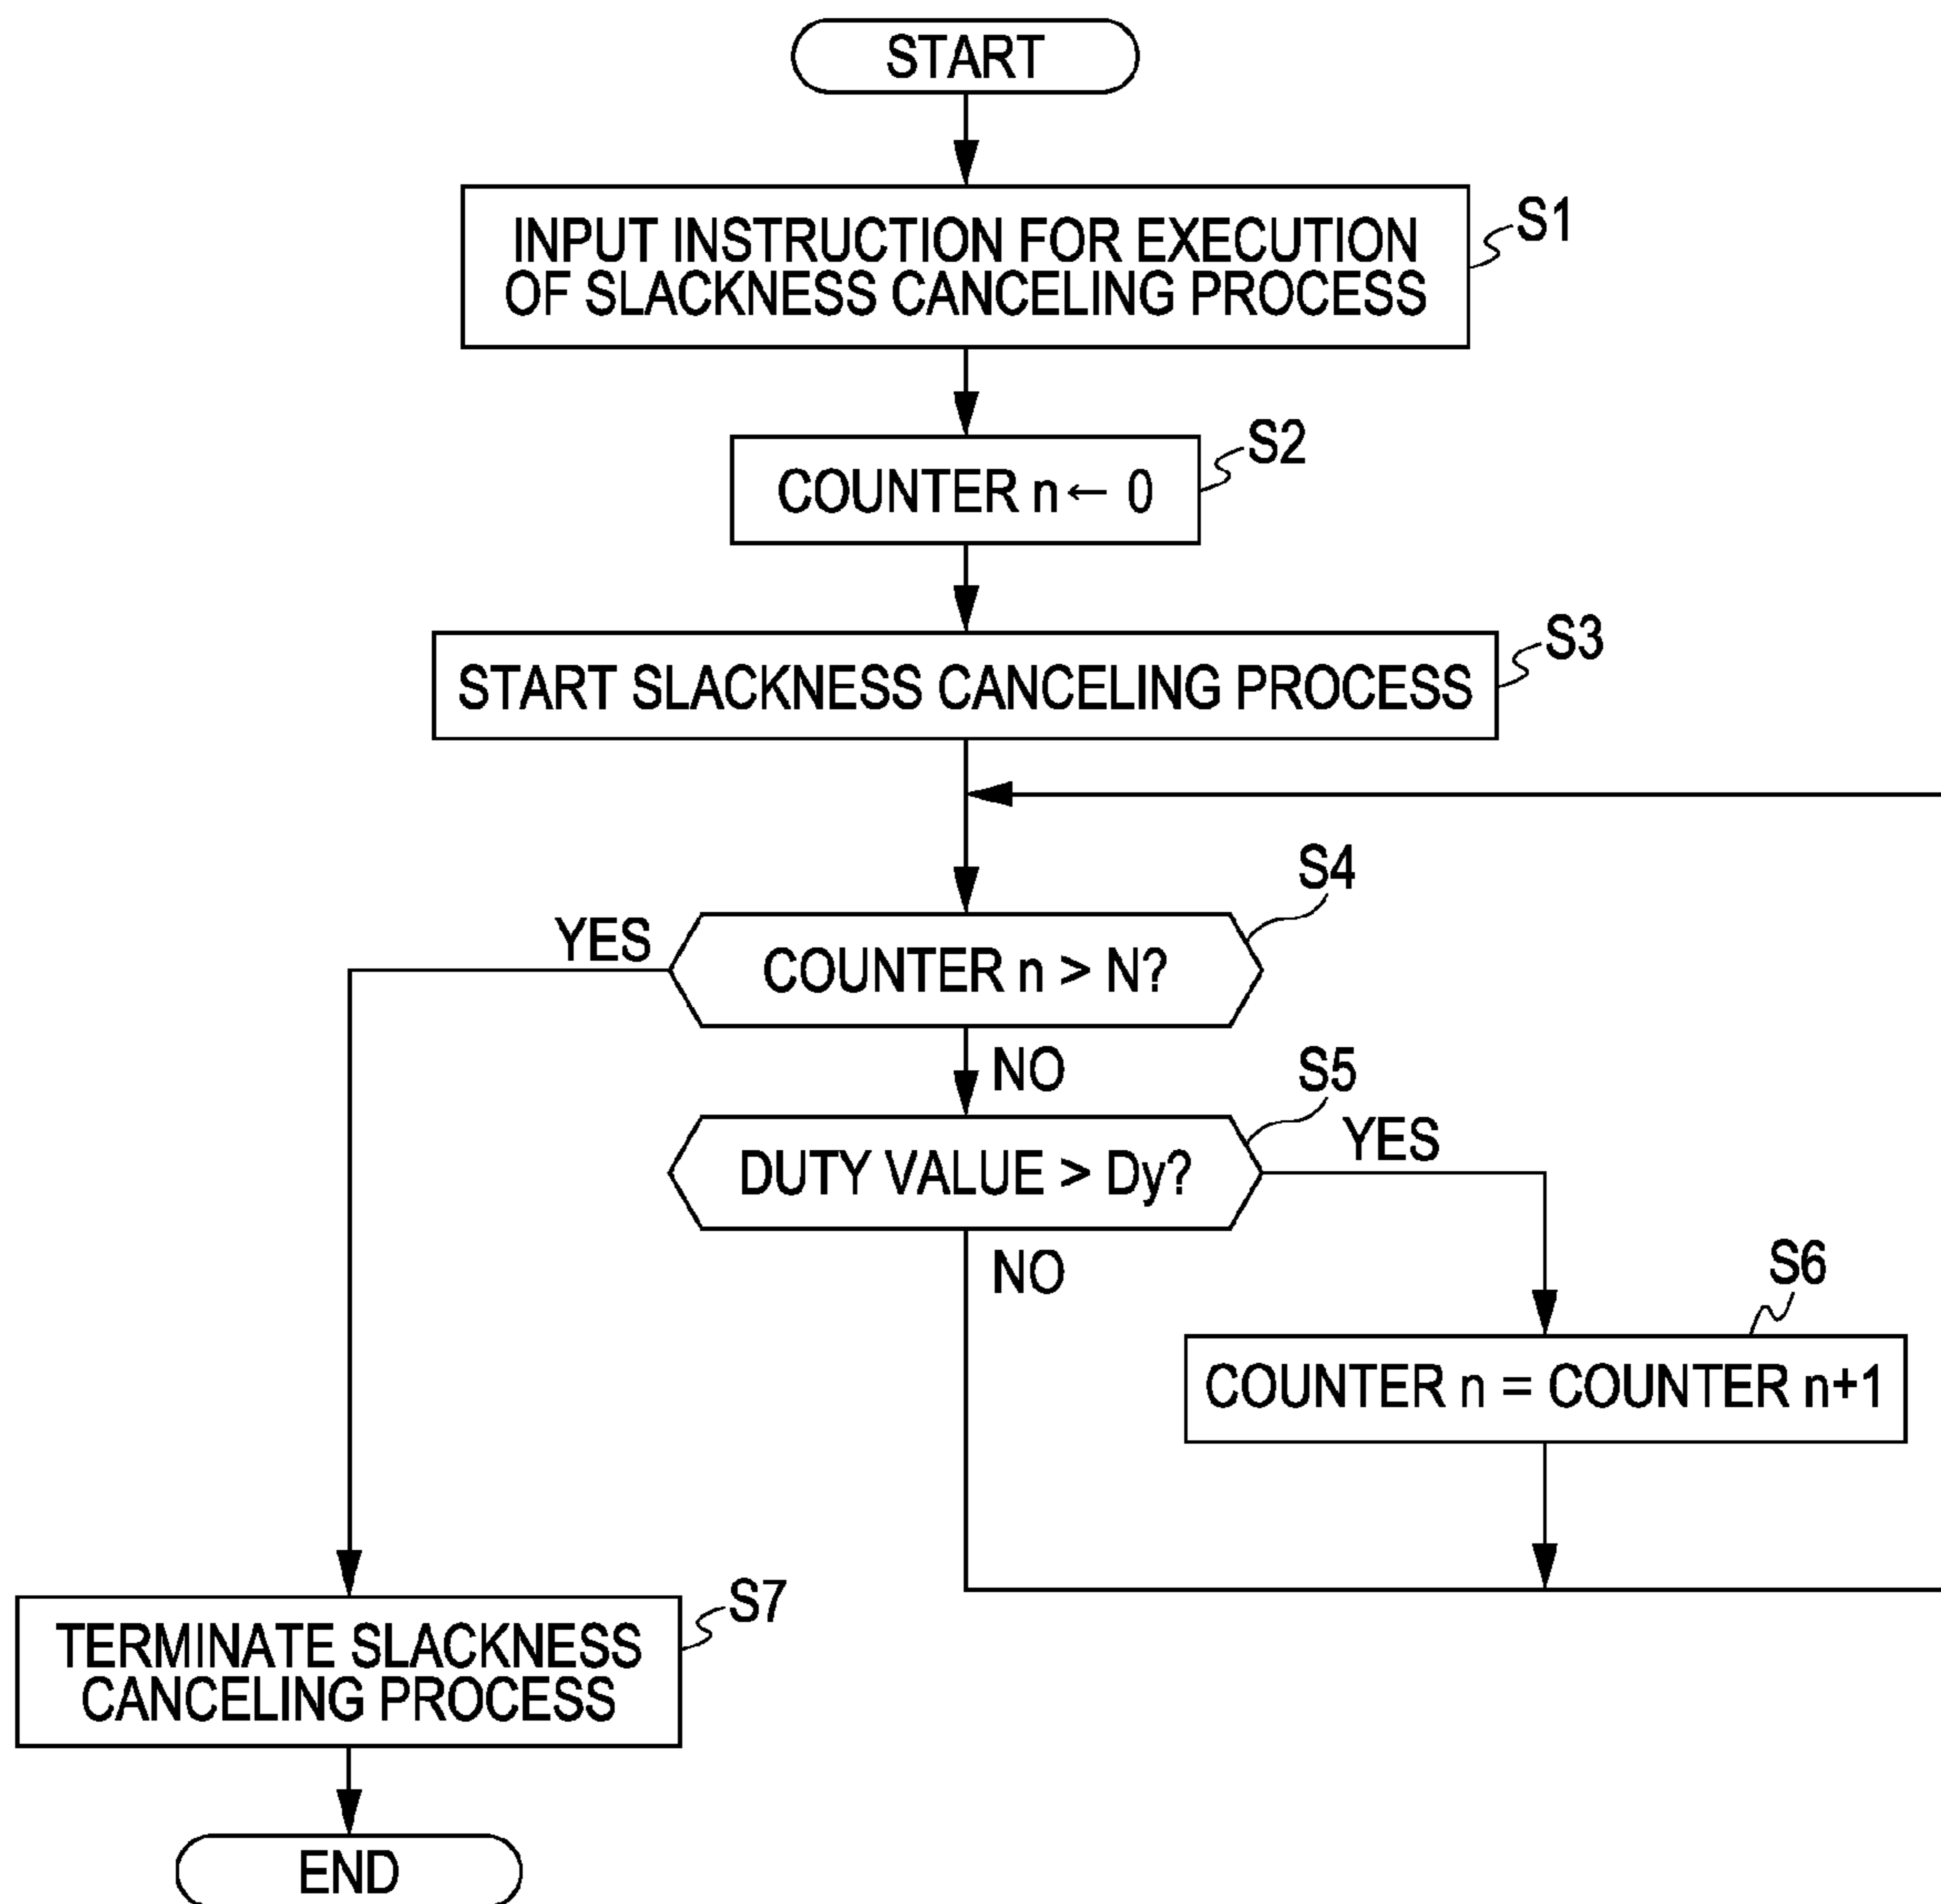 START
INPUT INSTRUCTION FOR EXECUTION
OF SLACKNESS CANCELING PROCESS
S1
COUNTER n ← 0
S2
START SLACKNESS CANCELING PROCESS
S3
S4
YES
COUNTER n > N?
NO
S5
DUTY VALUE > Dy?
YES
NO
S6
COUNTER n = COUNTER n+1
S7
TERMINATE SLACKNESS
CANCELING PROCESS
END